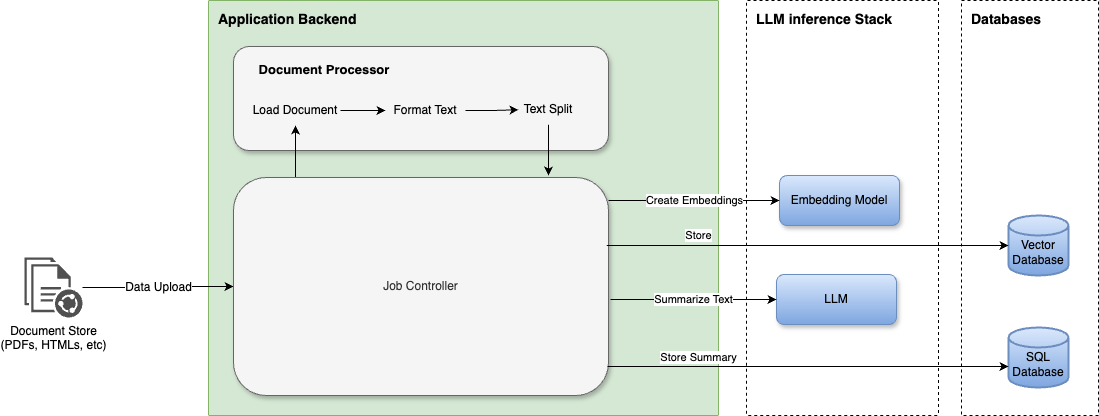 Application Backend
LLM inference Stack
Databases
Document Processor
Load Document
Format Text
Text Split
Create Embeddings
Embedding Model
Store
Vector
Database
Data Upload
Job Controller
Summarize Text
LLM
Document Store
(PDFs, HTMLs, etc)
Store Summary
SQL
Database